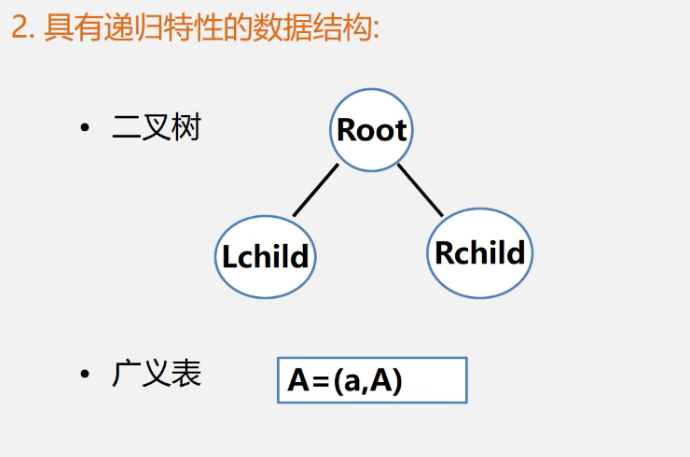 2. 具有递归特性的数据结构:
• 二叉树
Root
Lchild
Rchild
• 广义表
A=(a,A)